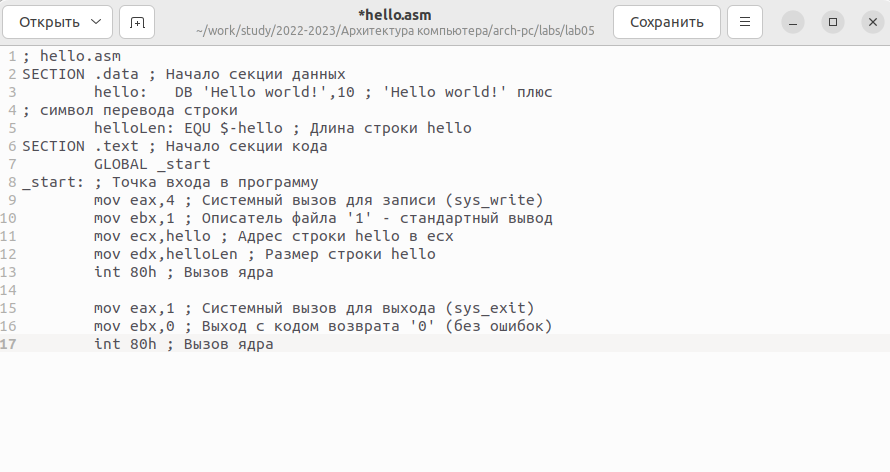 Открыть
*hello.asm
~/work/study/2022-2023/Архитектура компьютера/arch-pc/labs/lab05
Сохранить
1 ; hello.asm
2 SECTION .data ; Начало секции данных
3         hello:   DB 'Hello world!',10 ; 'Hello world!' плюс
4 ; символ перевода строки
5         helloLen: EQU $-hello ; Длина строки hello
6 SECTION .text ; Начало секции кода
7         GLOBAL _start
8 _start: ; Точка входа в программу
9         mov eax,4 ; Системный вызов для записи (sys_write)
10         mov ebx,1 ; Описатель файла '1' - стандартный вывод
11         mov ecx,hello ; Адрес строки hello в ecx
12         mov edx,helloLen ; Размер строки hello
13         int 80h ; Вызов ядра
14
15         mov eax,1 ; Системный вызов для выхода (sys_exit)
16         mov ebx,0 ; Выход с кодом возврата '0' (без ошибок)
17         int 80h ; Вызов ядра